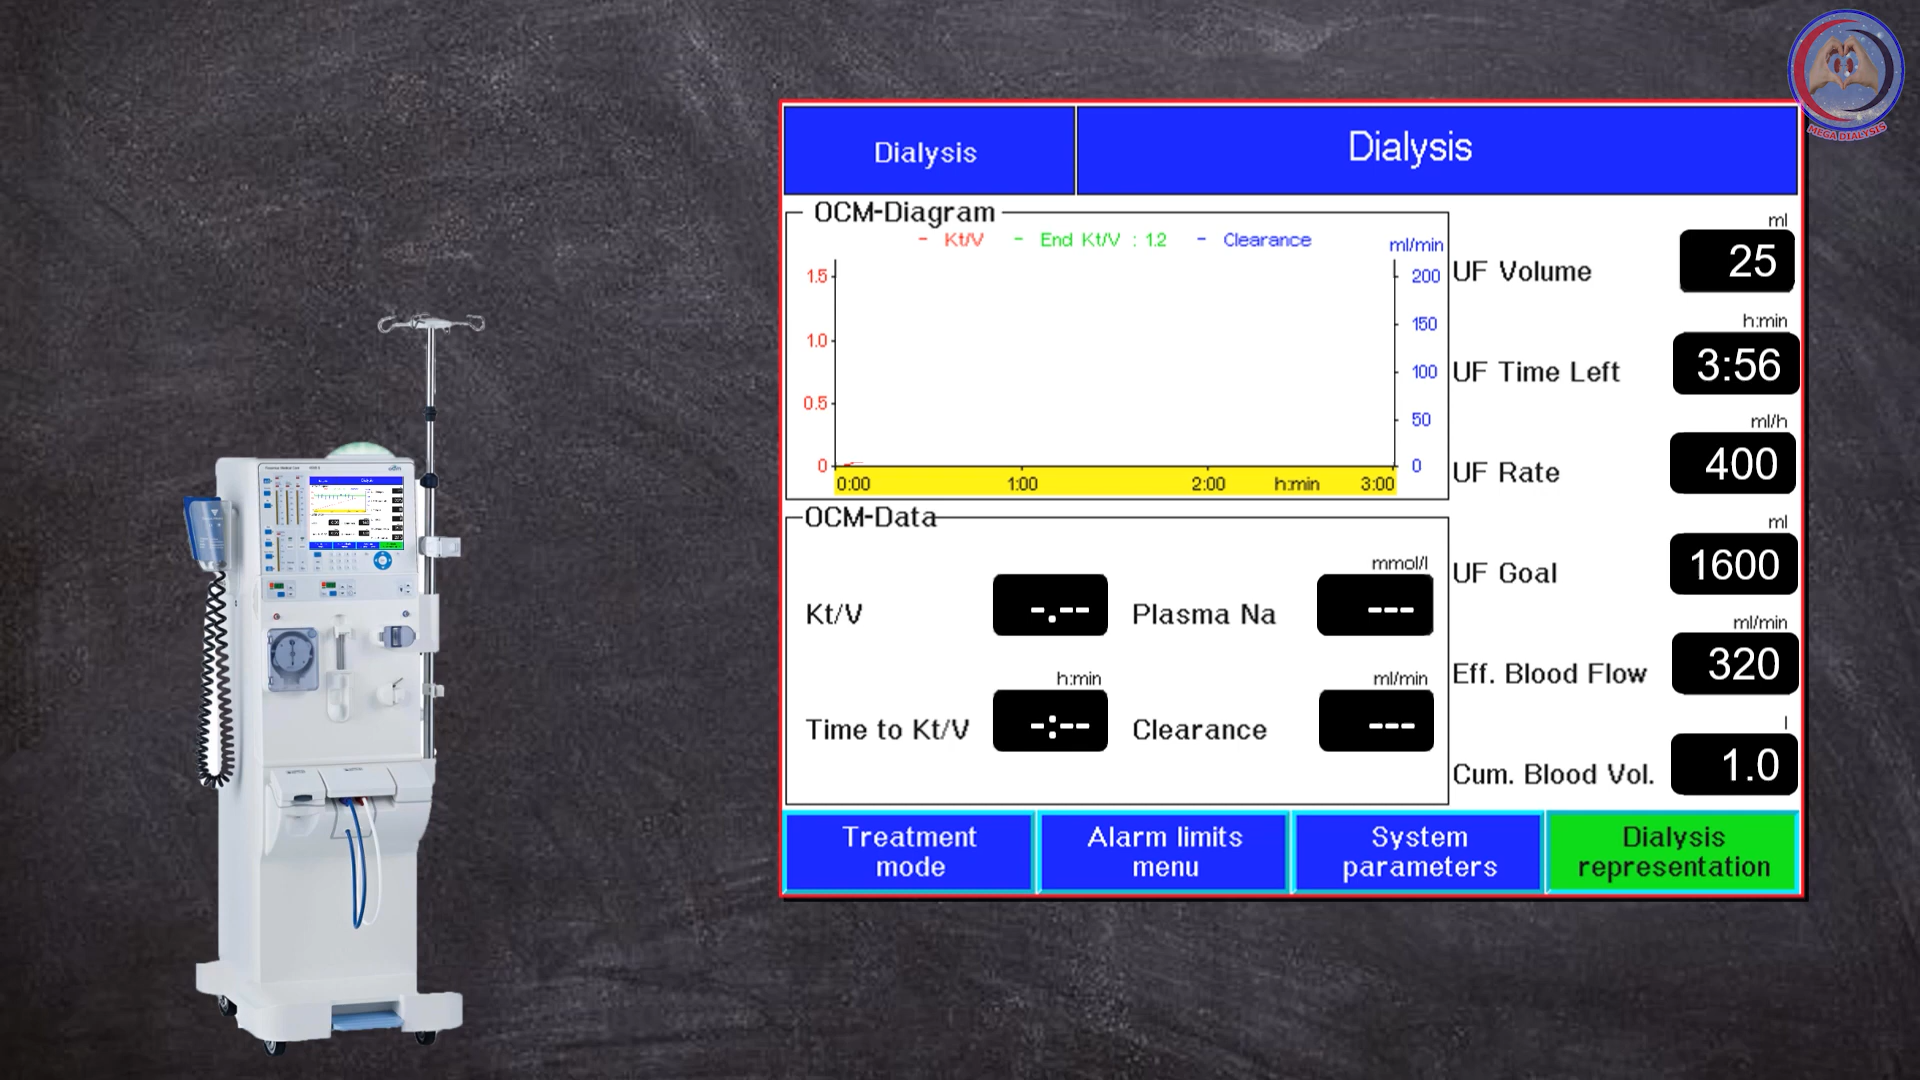 MEGA DIALYSIS
Dialysis
Dialysis
OCM-Diagram
- Kt/V - End Kt/V : 1.2 - Clearance
ml/min
1.5
1.0
0.5
0
200
150
100
50
0
0:00 1:00 2:00 h:min 3:00
OCM-Data
Kt/V -.--
Plasma Na mmol/l ---
Time to Kt/V h:min -:--
Clearance ml/min ---
ml
UF Volume 25
h:min
UF Time Left 3:56
ml/h
UF Rate 400
ml
UF Goal 1600
ml/min
Eff. Blood Flow 320
l
Cum. Blood Vol. 1.0
Treatment
mode
Alarm limits
menu
System
parameters
Dialysis
representation